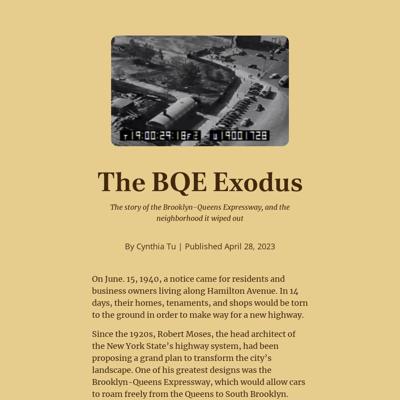 19:00:29:18
19001728
The BQE Exodus
The story of the Brooklyn-Queens Expressway, and the
neighborhood it wiped out
By Cynthia Tu | Published April 28, 2023
On June. 15, 1940, a notice came for residents and
business owners living along Hamilton Avenue. In 14
days, their homes, tenaments, and shops would be torn
to the ground in order to make way for a new highway.
Since the 1920s, Robert Moses, the head architect of
the New York State's highway system, had been
proposing a grand plan to transform the city's
landscape. One of his greatest designs was the
Brooklyn-Queens Expressway, which would allow cars
to roam freely from the Queens to South Brooklyn.